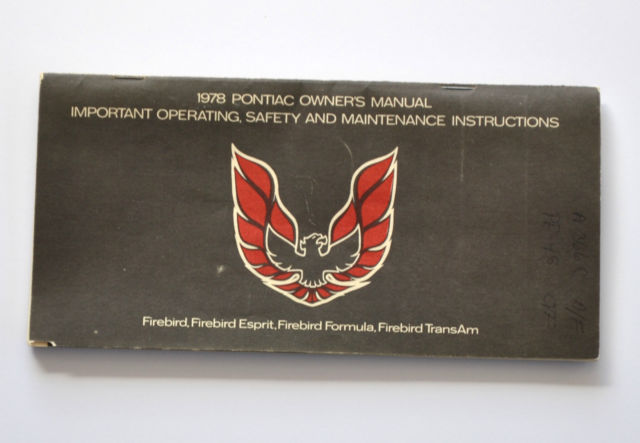 1978 PONTIAC OWNER'S MANUAL
IMPORTANT OPERATING, SAFETY AND MAINTENANCE INSTRUCTIONS
Firebird, Firebird Esprit, Firebird Formula, Firebird TransAm